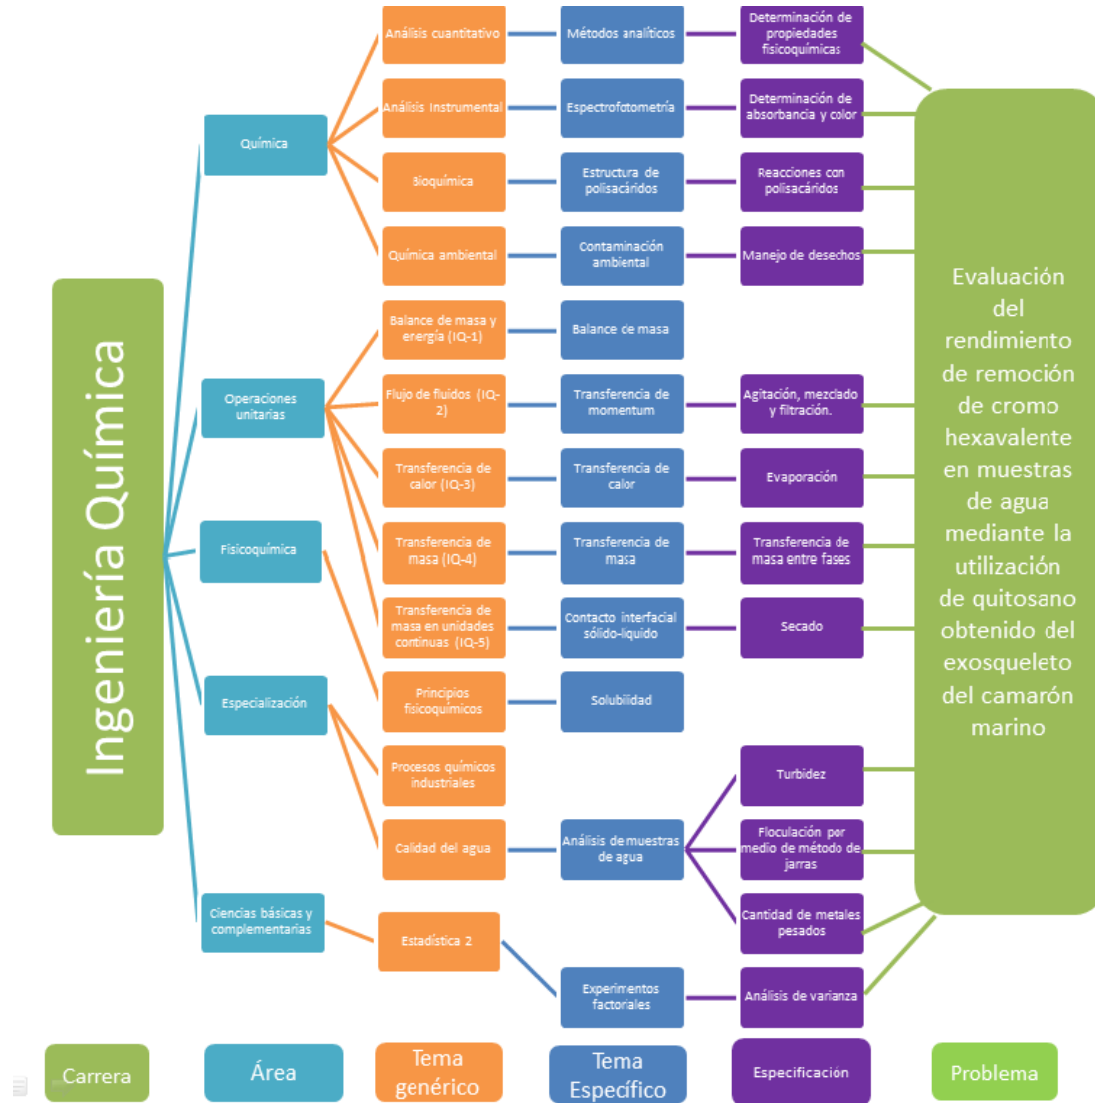 Ingeniería Química
Química
Operaciones
unitarias
Fisicoquímica
Especialización
Ciencias básicas y
complementarias
Análisis cuantitativo
Análisis Instrumental
Bioquímica
Química ambiental
Balance de masa y
energía (IQ-1)
Flujo de fluidos (IQ-
2)
Transferencia de
calor (IQ-3)
Transferencia de
masa (IQ-4)
Transferencia de
masa en unidades
continuas (IQ-5)
Principios
fisicoquímicos
Procesos químicos
industriales
Calidad del agua
Estadística 2
Métodos analíticos
Espectrofotometría
Estructura de
polisacáridos
Contaminación
ambiental
Balance de masa
Transferencia de
momentum
Transferencia de
calor
Transferencia de
masa
Contacto interfacial
sólido-liquido
Solubilidad
Análisis de muestras
de agua
Experimentos
factoriales
Determinación de
propiedades
fisicoquímicas
Determinación de
absorbancia y color
Reacciones con
polisacáridos
Manejo de desechos
Agitación, mezclado
y filtración.
Evaporación
Transferencia de
masa entre fases
Secado
Turbidez
Floculación por
medio de método de
jarras
Cantidad de metales
pesados
Análisis de varianza
Evaluación
del
rendimiento
de remoción
de cromo
hexavalente
en muestras
de agua
mediante la
utilización
de quitosano
obtenido del
exosqueleto
del camarón
marino
Carrera
Área
Tema
genérico
Tema
Específico
Especificación
Problema